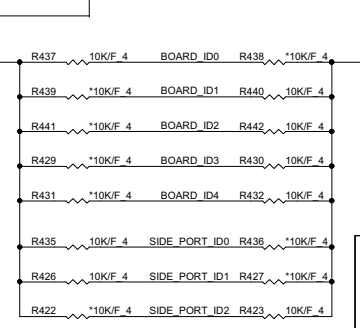 R437 10K/F_4 BOARD_ID0 R438 *10K/F_4
R439 *10K/F_4 BOARD_ID1 R440 10K/F_4
R441 *10K/F_4 BOARD_ID2 R442 10K/F_4
R429 *10K/F_4 BOARD_ID3 R430 10K/F_4
R431 *10K/F_4 BOARD_ID4 R432 10K/F_4
R435 10K/F_4 SIDE_PORT_ID0 R436 *10K/F_4
R426 10K/F_4 SIDE_PORT_ID1 R427 *10K/F_4
R422 *10K/F_4 SIDE_PORT_ID2 R423 10K/F_4